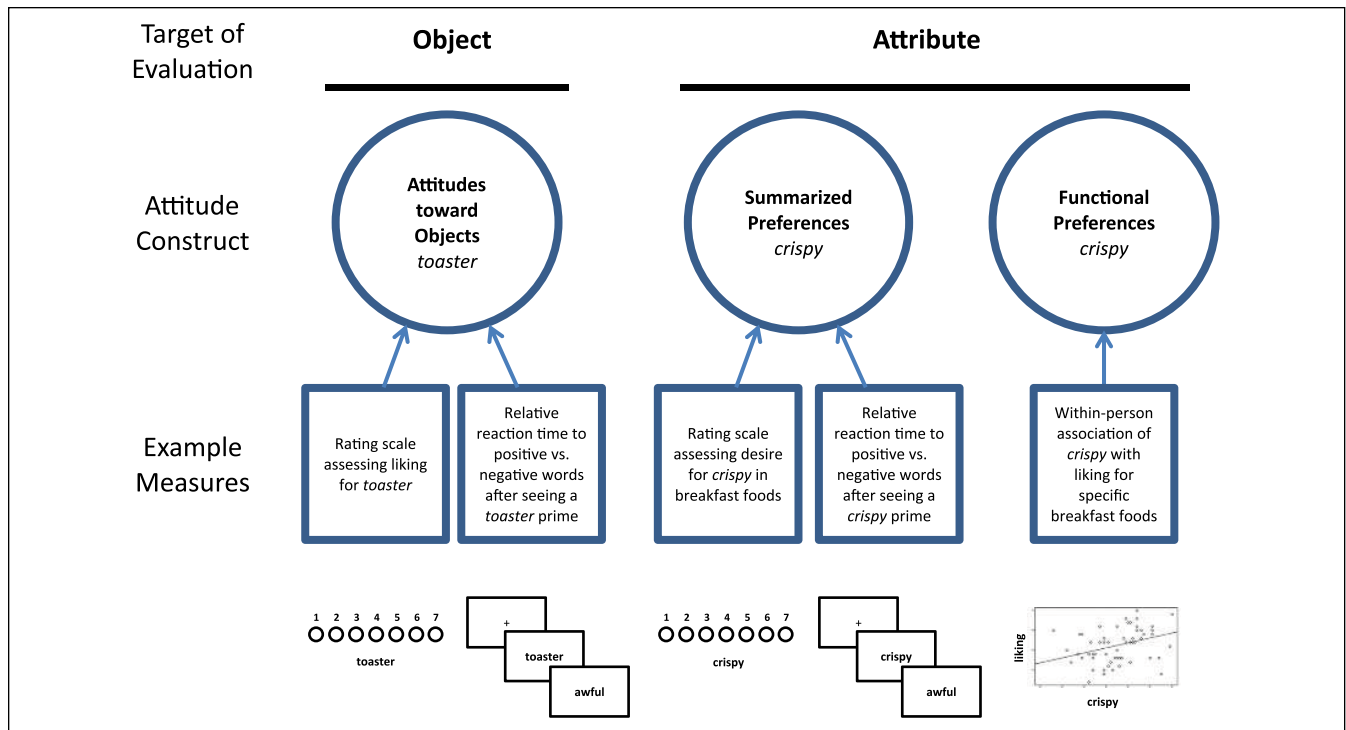 Target of
Evaluation
Object
Attribute
Attitude
Construct
Attitudes
toward
Objects
toaster
Summarized
Preferences
crispy
Functional
Preferences
crispy
Example
Measures
Rating scale
assessing liking
for toaster
Relative
reaction time to
positive vs.
negative words
after seeing a
toaster prime
Rating scale
assessing desire
for crispy in
breakfast foods
Relative
reaction time to
positive vs.
negative words
after seeing a
crispy prime
Within-person
association of
crispy with
liking for
specific
breakfast foods
1 2 3 4 5 6 7
toaster
+
toaster
awful
1 2 3 4 5 6 7
crispy
+
crispy
awful
liking
crispy